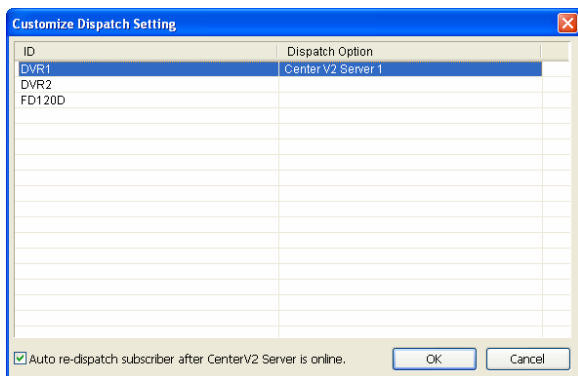 Customize Dispatch Setting
ID Dispatch Option
DVR1 Center V2 Server 1
DVR2
FD120D
Auto re-dispatch subscriber after CenterV2 Server is online.
OK Cancel